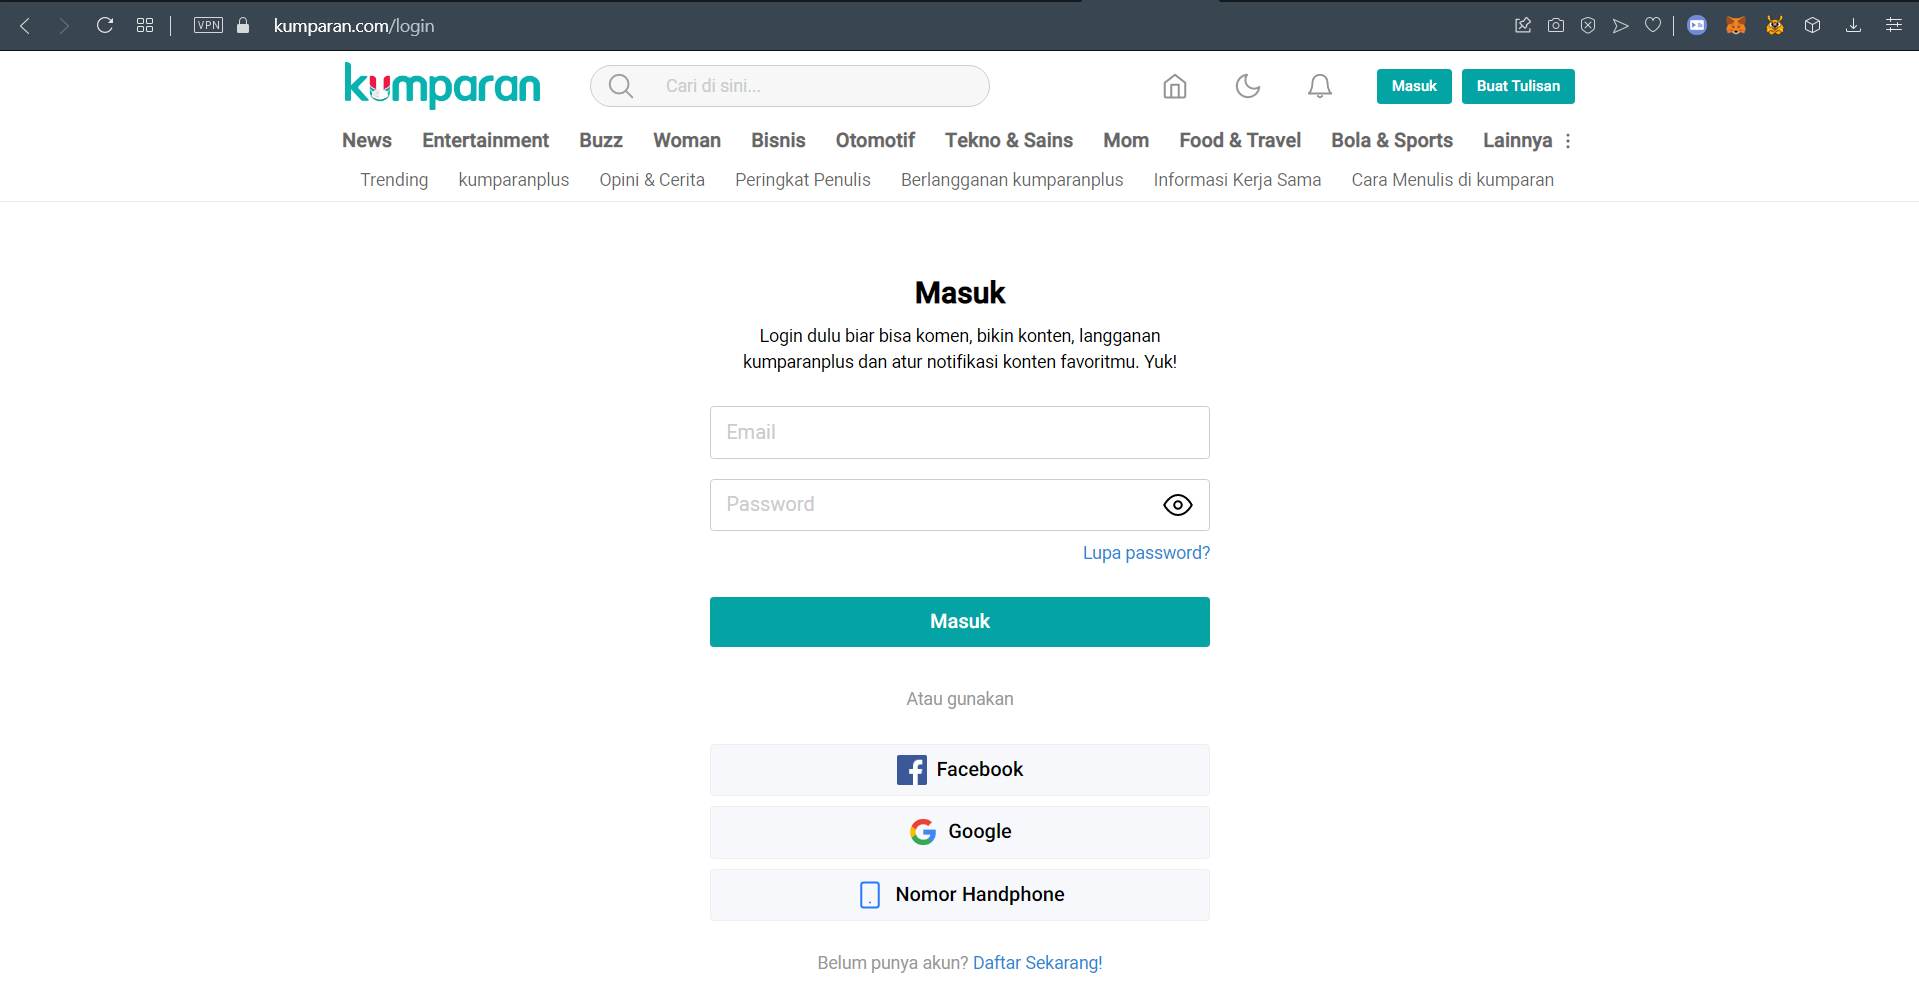 VPN kumparan.com/login
kumparan Cari di sini... Masuk Buat Tulisan
News Entertainment Buzz Woman Bisnis Otomotif Tekno & Sains Mom Food & Travel Bola & Sports Lainnya
Trending kumparanplus Opini & Cerita Peringkat Penulis Berlangganan kumparanplus Informasi Kerja Sama Cara Menulis di kumparan
Masuk
Login dulu biar bisa komen, bikin konten, langganan
kumparanplus dan atur notifikasi konten favoritmu. Yuk!
Email
Password
Lupa password?
Masuk
Atau gunakan
Facebook
Google
Nomor Handphone
Belum punya akun? Daftar Sekarang!